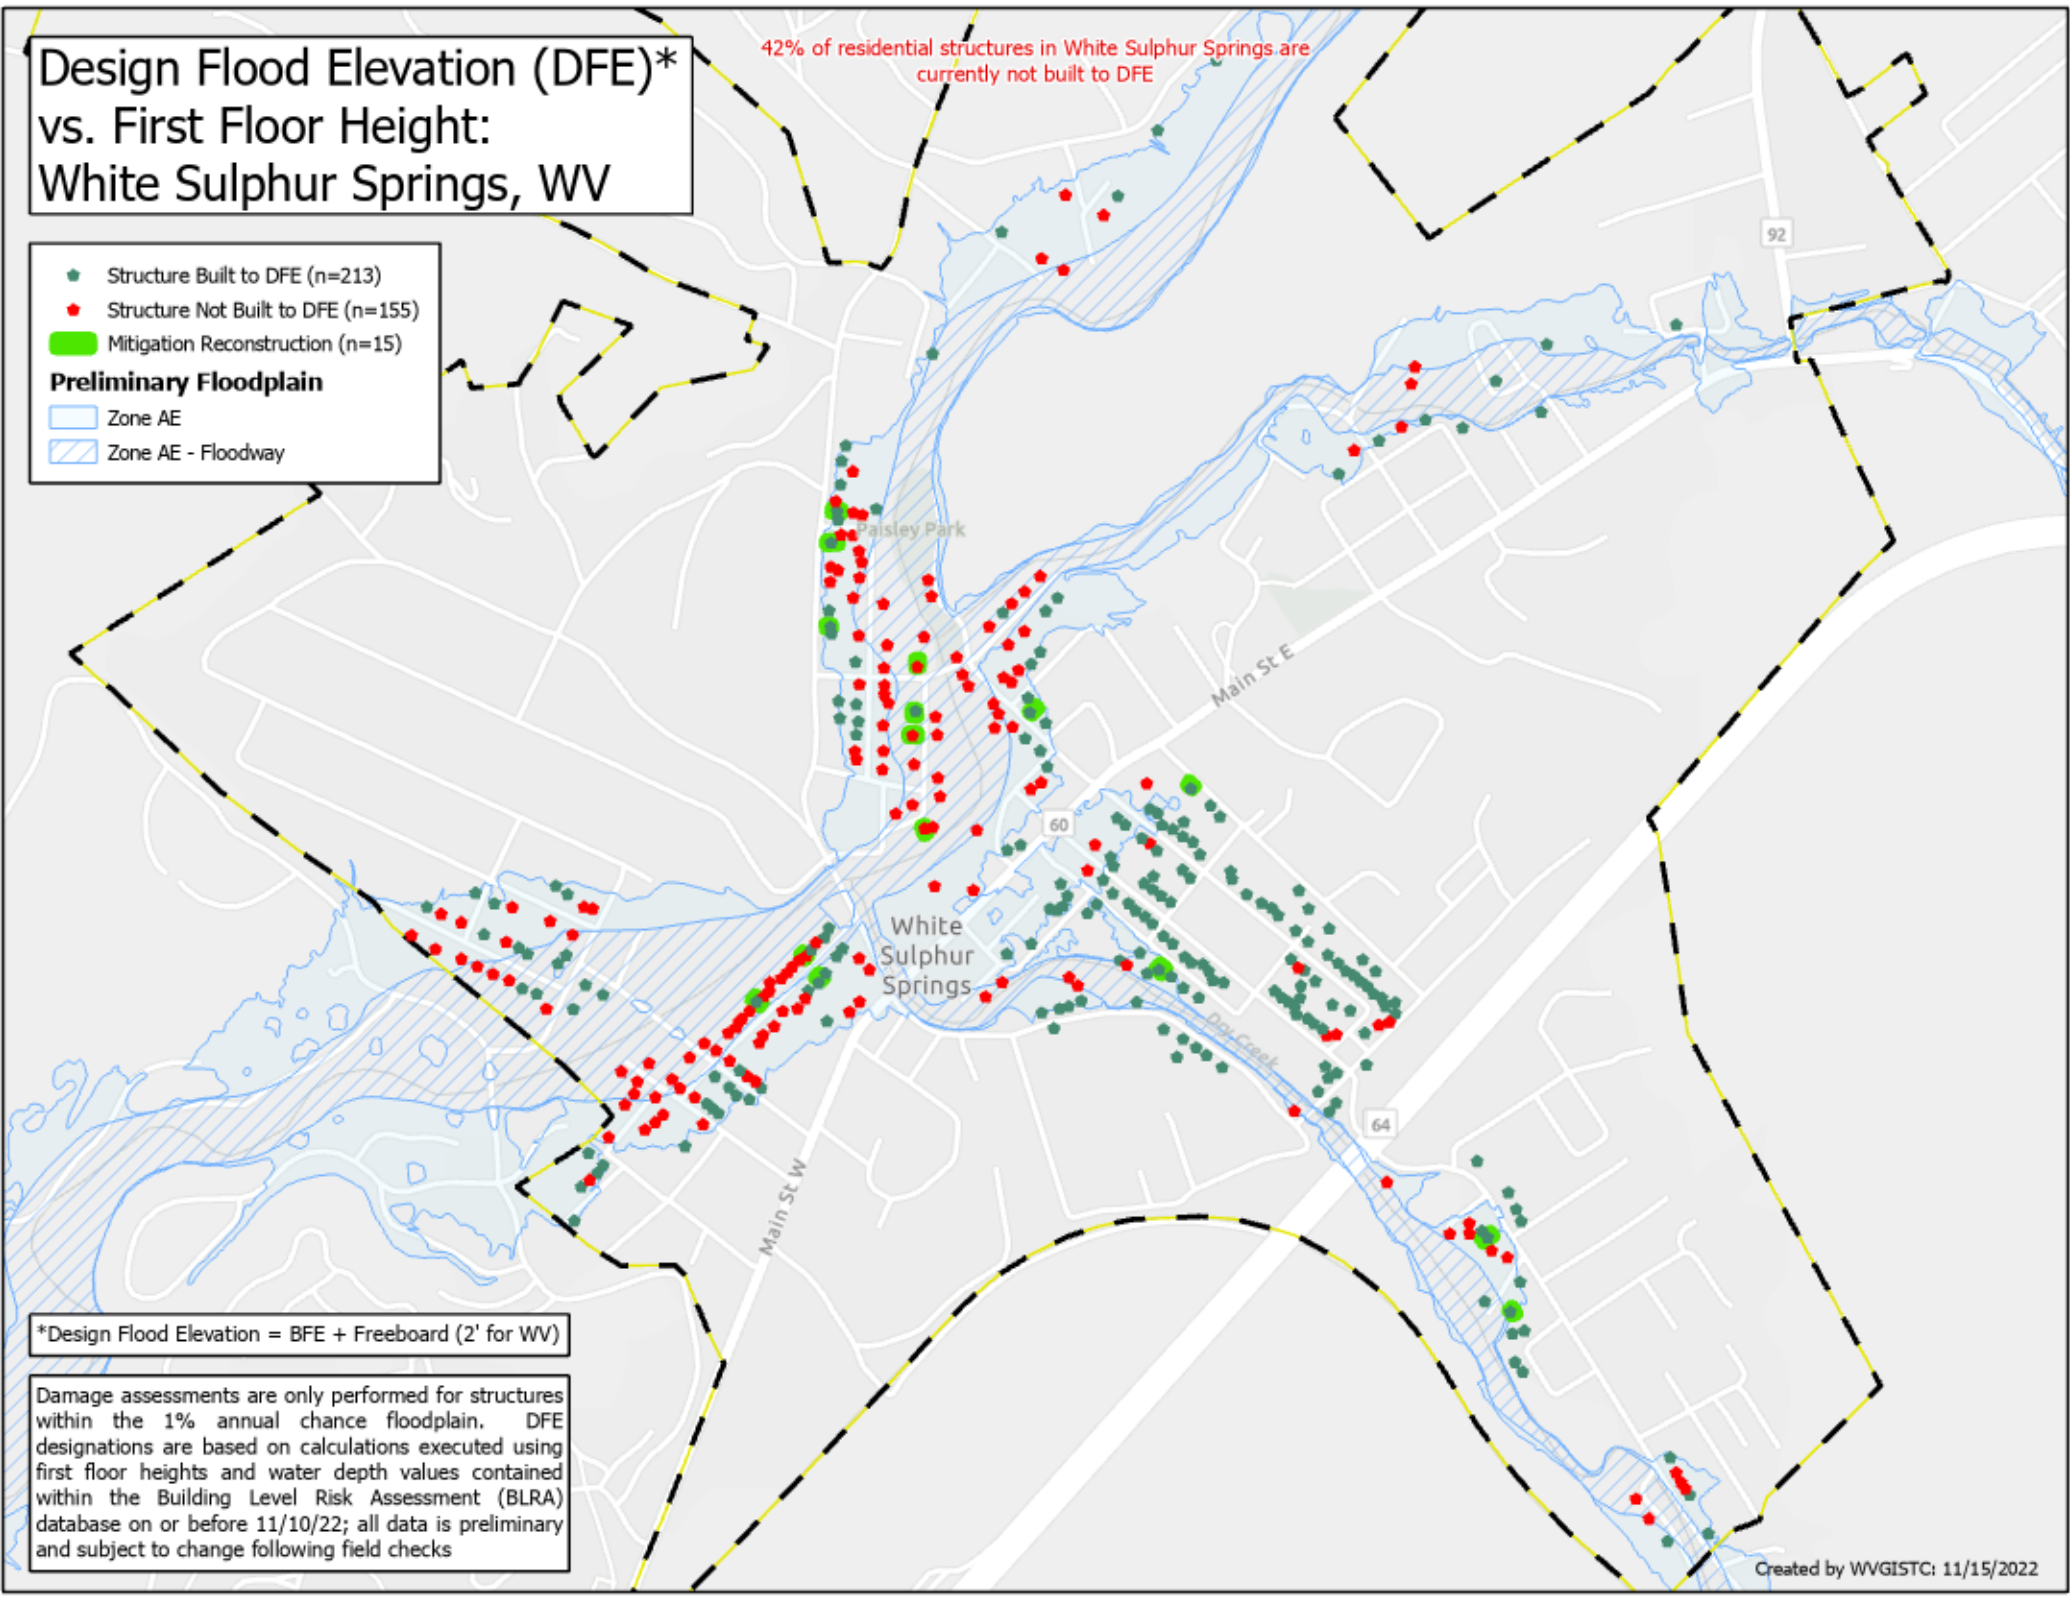 Design Flood Elevation (DFE)*
vs. First Floor Height:
White Sulphur Springs, WV
42% of residential structures in White Sulphur Springs are
currently not built to DFE
Structure Built to DFE (n=213)
Structure Not Built to DFE (n=155)
Mitigation Reconstruction (n=15)
Preliminary Floodplain
Zone AE
Zone AE - Floodway
92
Paisley Park
Main St E
60
White
Sulphur
Springs
Dry Creek
64
Main St W
*Design Flood Elevation = BFE + Freeboard (2' for WV)
Damage assessments are only performed for structures
within the 1% annual chance floodplain. DFE
designations are based on calculations executed using
first floor heights and water depth values contained
within the Building Level Risk Assessment (BLRA)
database on or before 11/10/22; all data is preliminary
and subject to change following field checks
Created by WVGISTC: 11/15/2022